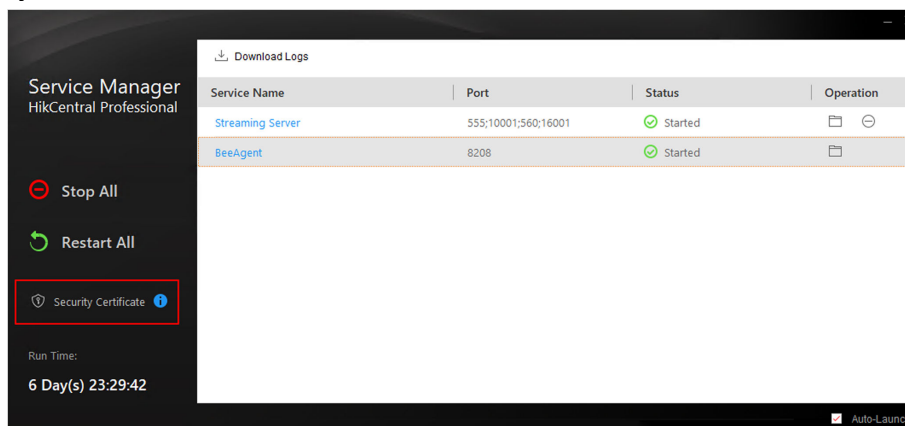 Download Logs
Service Manager
HikCentral Professional
Service Name Port Status Operation
Streaming Server 555;10001;560;16001 Started
BeeAgent 8208 Started
Stop All
Restart All
Security Certificate
Run Time:
6 Day(s) 23:29:42
Auto-Launc